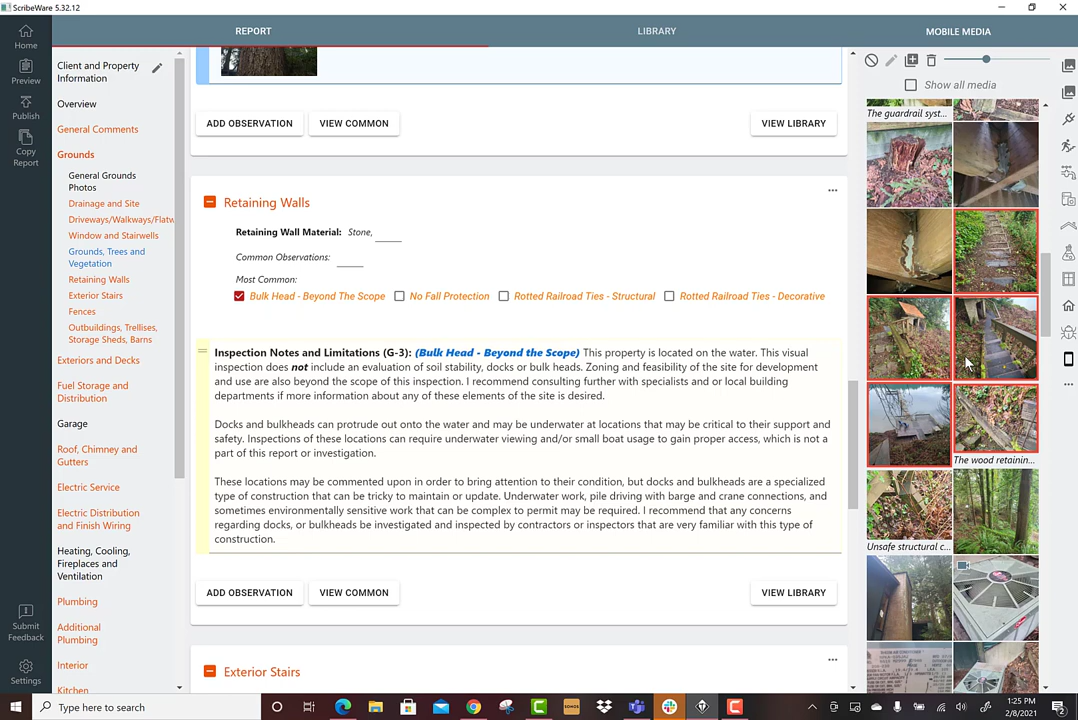 ScribeWare 5.32.12
Home
Preview
Publish
Copy
Report
Submit
Feedback
Settings
REPORT
LIBRARY
MOBILE MEDIA
Client and Property
Information
Overview
General Comments
Grounds
General Grounds
Photos
Drainage and Site
Driveways/Walkways/Flatw
Window and Stairwells
Grounds, Trees and
Vegetation
Retaining Walls
Exterior Stairs
Fences
Outbuildings, Trellises,
Storage Sheds, Barns
Exteriors and Decks
Fuel Storage and
Distribution
Garage
Roof, Chimney and
Gutters
Electric Service
Electric Distribution
and Finish Wiring
Heating, Cooling,
Fireplaces and
Ventilation
Plumbing
Additional
Plumbing
Interior
Kitchen
ADD OBSERVATION
VIEW COMMON
VIEW LIBRARY
Retaining Walls
Retaining Wall Material: Stone,
Common Observations:
Most Common:
Bulk Head - Beyond The Scope
No Fall Protection
Rotted Railroad Ties - Structural
Rotted Railroad Ties - Decorative
Inspection Notes and Limitations (G-3): (Bulk Head - Beyond the Scope) This property is located on the water. This visual
inspection does not include an evaluation of soil stability, docks or bulk heads. Zoning and feasibility of the site for development
and use are also beyond the scope of this inspection. I recommend consulting further with specialists and or local building
departments if more information about any of these elements of the site is desired.
Docks and bulkheads can protrude out onto the water and may be underwater at locations that may be critical to their support and
safety. Inspections of these locations can require underwater viewing and/or small boat usage to gain proper access, which is not a
part of this report or investigation.
These locations may be commented upon in order to bring attention to their condition, but docks and bulkheads are a specialized
type of construction that can be tricky to maintain or update. Underwater work, pile driving with barge and crane connections, and
sometimes environmentally sensitive work that can be complex to permit may be required. I recommend that any concerns
regarding docks, or bulkheads be investigated and inspected by contractors or inspectors that are very familiar with this type of
construction.
ADD OBSERVATION
VIEW COMMON
VIEW LIBRARY
Exterior Stairs
Show all media
The guardrail syst...
The wood retainin...
Unsafe structural c...
Type here to search
1:25 PM
2/8/2021